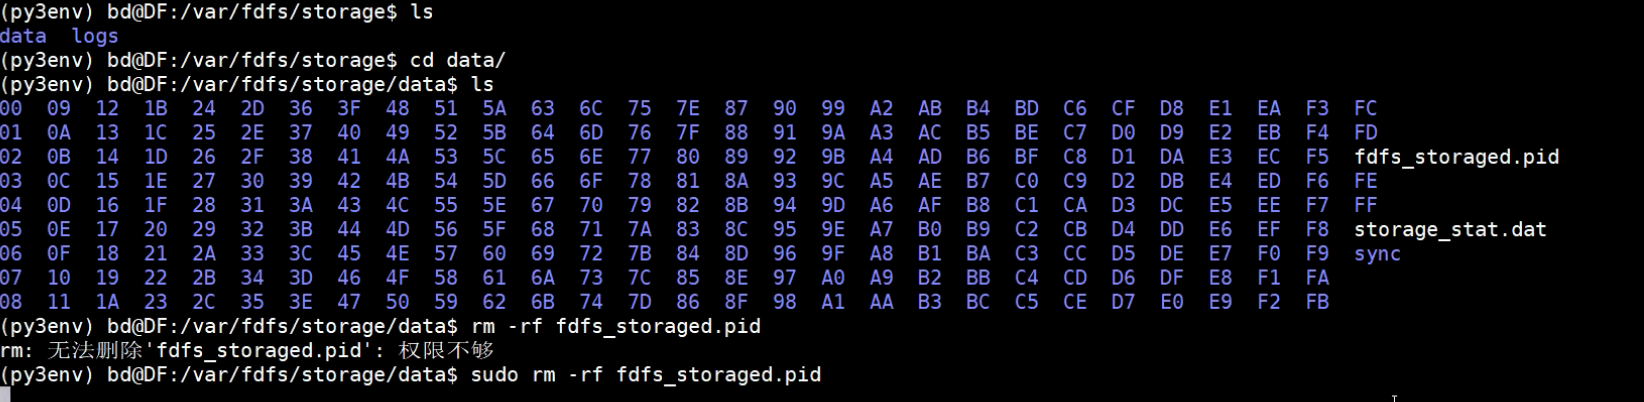 (py3env) bd@DF:/var/fdfs/storage$ ls
data  logs
(py3env) bd@DF:/var/fdfs/storage$ cd data/
(py3env) bd@DF:/var/fdfs/storage/data$ ls
00  09  12  1B  24  2D  36  3F  48  51  5A  63  6C  75  7E  87  90  99  A2  AB  B4  BD  C6  CF  D8  E1  EA  F3  FC
01  0A  13  1C  25  2E  37  40  49  52  5B  64  6D  76  7F  88  91  9A  A3  AC  B5  BE  C7  D0  D9  E2  EB  F4  FD
02  0B  14  1D  26  2F  38  41  4A  53  5C  65  6E  77  80  89  92  9B  A4  AD  B6  BF  C8  D1  DA  E3  EC  F5  fdfs_storaged.pid
03  0C  15  1E  27  30  39  42  4B  54  5D  66  6F  78  81  8A  93  9C  A5  AE  B7  C0  C9  D2  DB  E4  ED  F6  FE
04  0D  16  1F  28  31  3A  43  4C  55  5E  67  70  79  82  8B  94  9D  A6  AF  B8  C1  CA  D3  DC  E5  EE  F7  FF
05  0E  17  20  29  32  3B  44  4D  56  5F  68  71  7A  83  8C  95  9E  A7  B0  B9  C2  CB  D4  DD  E6  EF  F8  storage_stat.dat
06  0F  18  21  2A  33  3C  45  4E  57  60  69  72  7B  84  8D  96  9F  A8  B1  BA  C3  CC  D5  DE  E7  F0  F9  sync
07  10  19  22  2B  34  3D  46  4F  58  61  6A  73  7C  85  8E  97  A0  A9  B2  BB  C4  CD  D6  DF  E8  F1  FA
08  11  1A  23  2C  35  3E  47  50  59  62  6B  74  7D  86  8F  98  A1  AA  B3  BC  C5  CE  D7  E0  E9  F2  FB
(py3env) bd@DF:/var/fdfs/storage/data$ rm -rf fdfs_storaged.pid
rm: 无法删除'fdfs_storaged.pid': 权限不够
(py3env) bd@DF:/var/fdfs/storage/data$ sudo rm -rf fdfs_storaged.pid